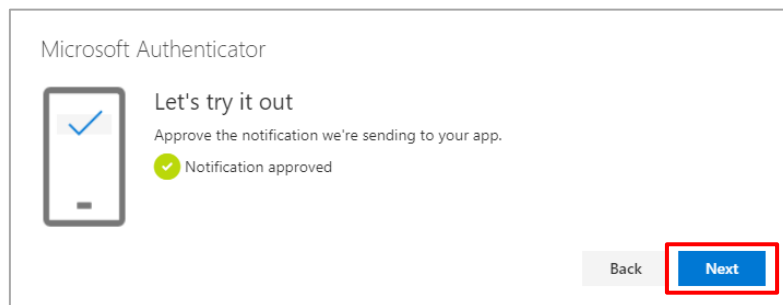 Microsoft Authenticator
Let's try it out
Approve the notification we're sending to your app.
Notification approved
Back
Next